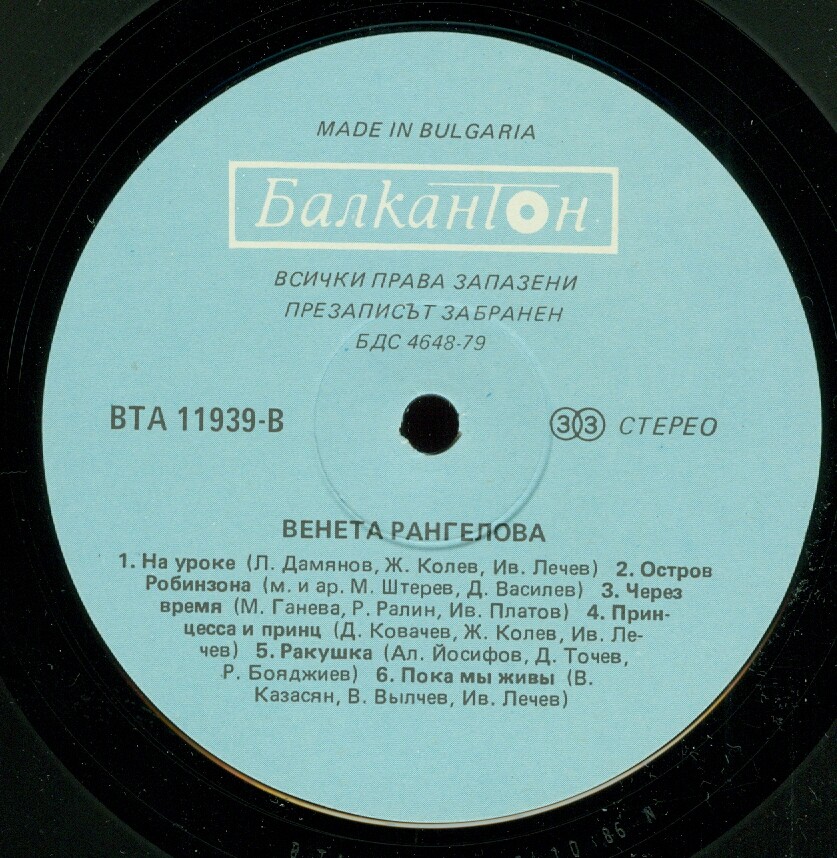 MADE IN BULGARIA
Балкантон
ВСИЧКИ ПРАВА ЗАПАЗЕНИ
ПРЕЗАПИСЪТ ЗАБРАНЕН
БДС 4648-79
ВТА 11939-В
33 СТЕРЕО
ВЕНЕТА РАНГЕЛОВА
1. На уроке (Л. Дамянов, Ж. Колев, Ив. Лечев) 2. Остров
Робинзона (м. и ар. М. Штерев, Д. Василев) 3. Через
время (М. Ганева, Р. Ралин, Ив. Платов) 4. Прин-
цесса и принц (Д. Ковачев, Ж. Колев, Ив. Ле-
чев) 5. Ракушка (Ал. Йосифов, Д. Точев,
Р. Бояджиев) 6. Пока мы живы (В.
Казасян, В. Вылчев, Ив. Лечев)